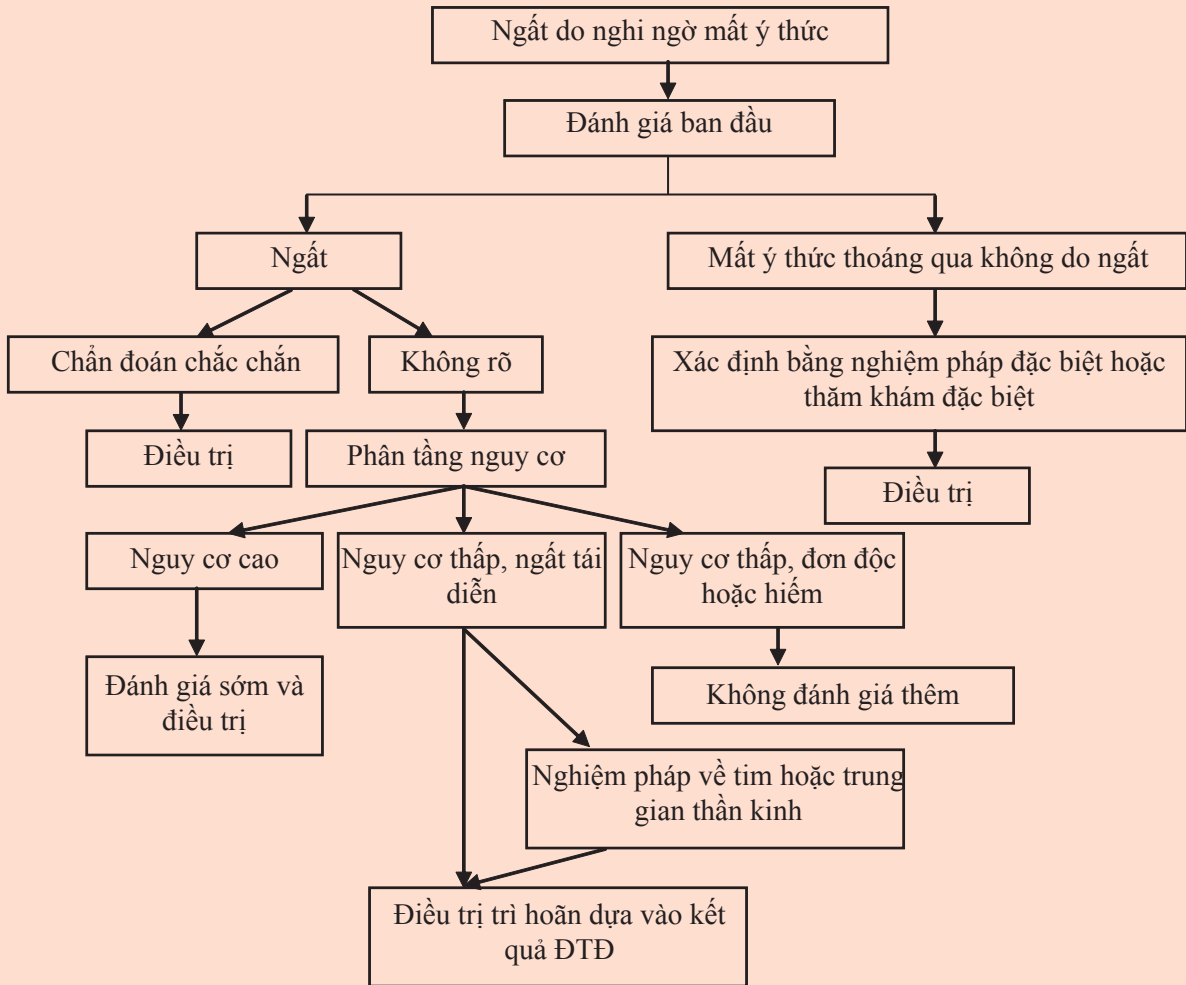 Ngất do nghi ngờ mất ý thức
Đánh giá ban đầu
Ngất
Mất ý thức thoáng qua không do ngất
Chẩn đoán chắc chắn
Không rõ
Xác định bằng nghiệm pháp đặc biệt hoặc
thăm khám đặc biệt
Điều trị
Phân tầng nguy cơ
Điều trị
Nguy cơ cao
Nguy cơ thấp, ngất tái
diễn
Nguy cơ thấp, đơn độc
hoặc hiếm
Đánh giá sớm và
điều trị
Không đánh giá thêm
Nghiệm pháp về tim hoặc trung
gian thần kinh
Điều trị trì hoãn dựa vào kết
quả ĐTĐ